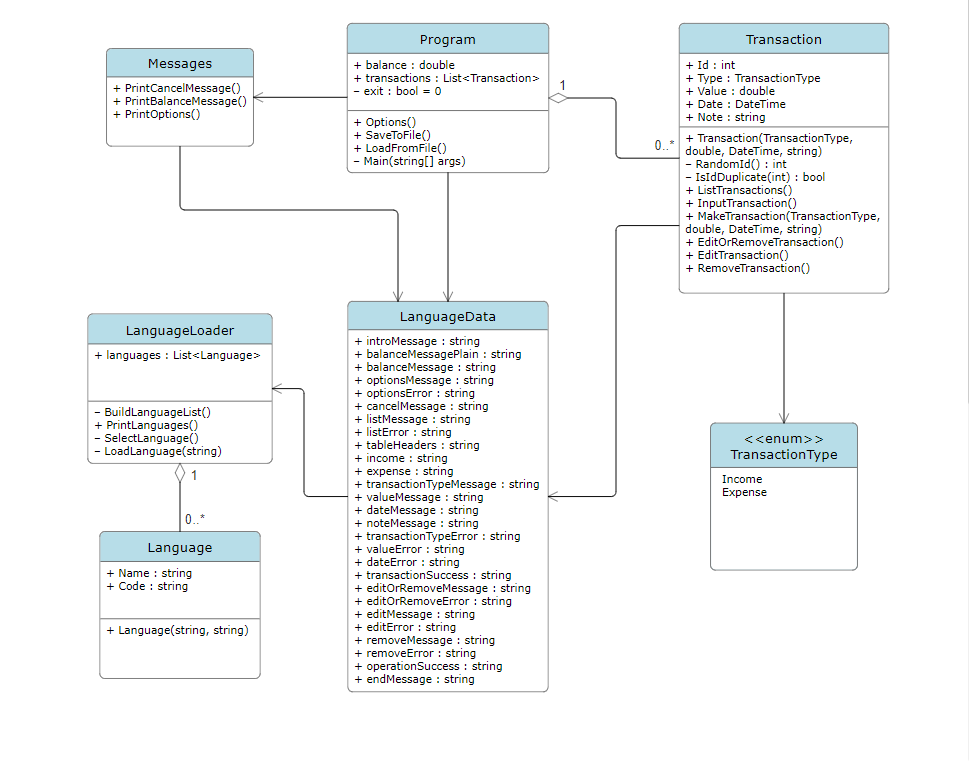 Messages
+ PrintCancelMessage()
+ PrintBalanceMessage()
+ PrintOptions()
Program
+ balance : double
+ transactions : List<Transaction>
− exit : bool = 0
+ Options()
+ SaveToFile()
+ LoadFromFile()
− Main(string[] args)
1
0..*
Transaction
+ Id : int
+ Type : TransactionType
+ Value : double
+ Date : DateTime
+ Note : string
+ Transaction(TransactionType,
double, DateTime, string)
− RandomId() : int
− IsIdDuplicate(int) : bool
+ ListTransactions()
+ InputTransaction()
+ MakeTransaction(TransactionType,
double, DateTime, string)
+ EditOrRemoveTransaction()
+ EditTransaction()
+ RemoveTransaction()
LanguageLoader
+ languages : List<Language>
− BuildLanguageList()
+ PrintLanguages()
− SelectLanguage()
− LoadLanguage(string)
1
0..*
Language
+ Name : string
+ Code : string
+ Language(string, string)
LanguageData
+ introMessage : string
+ balanceMessagePlain : string
+ balanceMessage : string
+ optionsMessage : string
+ optionsError : string
+ cancelMessage : string
+ listMessage : string
+ listError : string
+ tableHeaders : string
+ income : string
+ expense : string
+ transactionTypeMessage : string
+ valueMessage : string
+ dateMessage : string
+ noteMessage : string
+ transactionTypeError : string
+ valueError : string
+ dateError : string
+ transactionSuccess : string
+ editOrRemoveMessage : string
+ editOrRemoveError : string
+ editMessage : string
+ editError : string
+ removeMessage : string
+ removeError : string
+ operationSuccess : string
+ endMessage : string
<<enum>>
TransactionType
Income
Expense